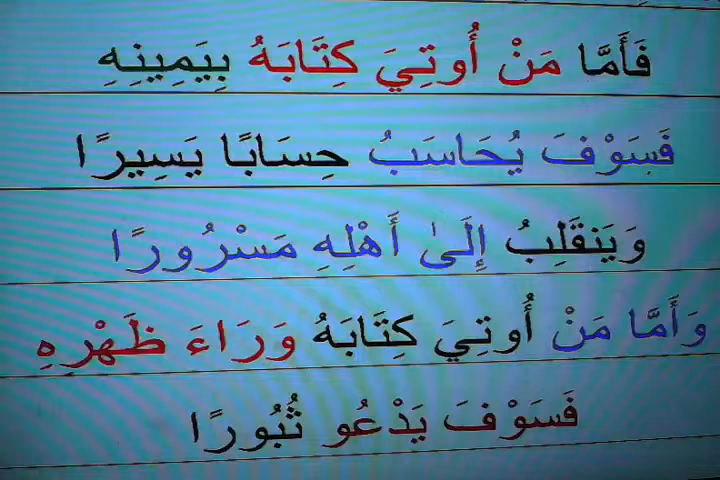 فَأَمَّا مَنْ أُوتِيَ كِتَابَهُ بِيَمِينِهِ
فَسَوْفَ يُحَاسَبُ حِسَابًا يَسِيرًا
وَيَنقَلِبُ إِلَىٰ أَهْلِهِ مَسْرُورًا
وَأَمَّا مَنْ أُوتِيَ كِتَابَهُ وَرَاءَ ظَهْرِهِ
فَسَوْفَ يَدْعُو ثُبُورًا